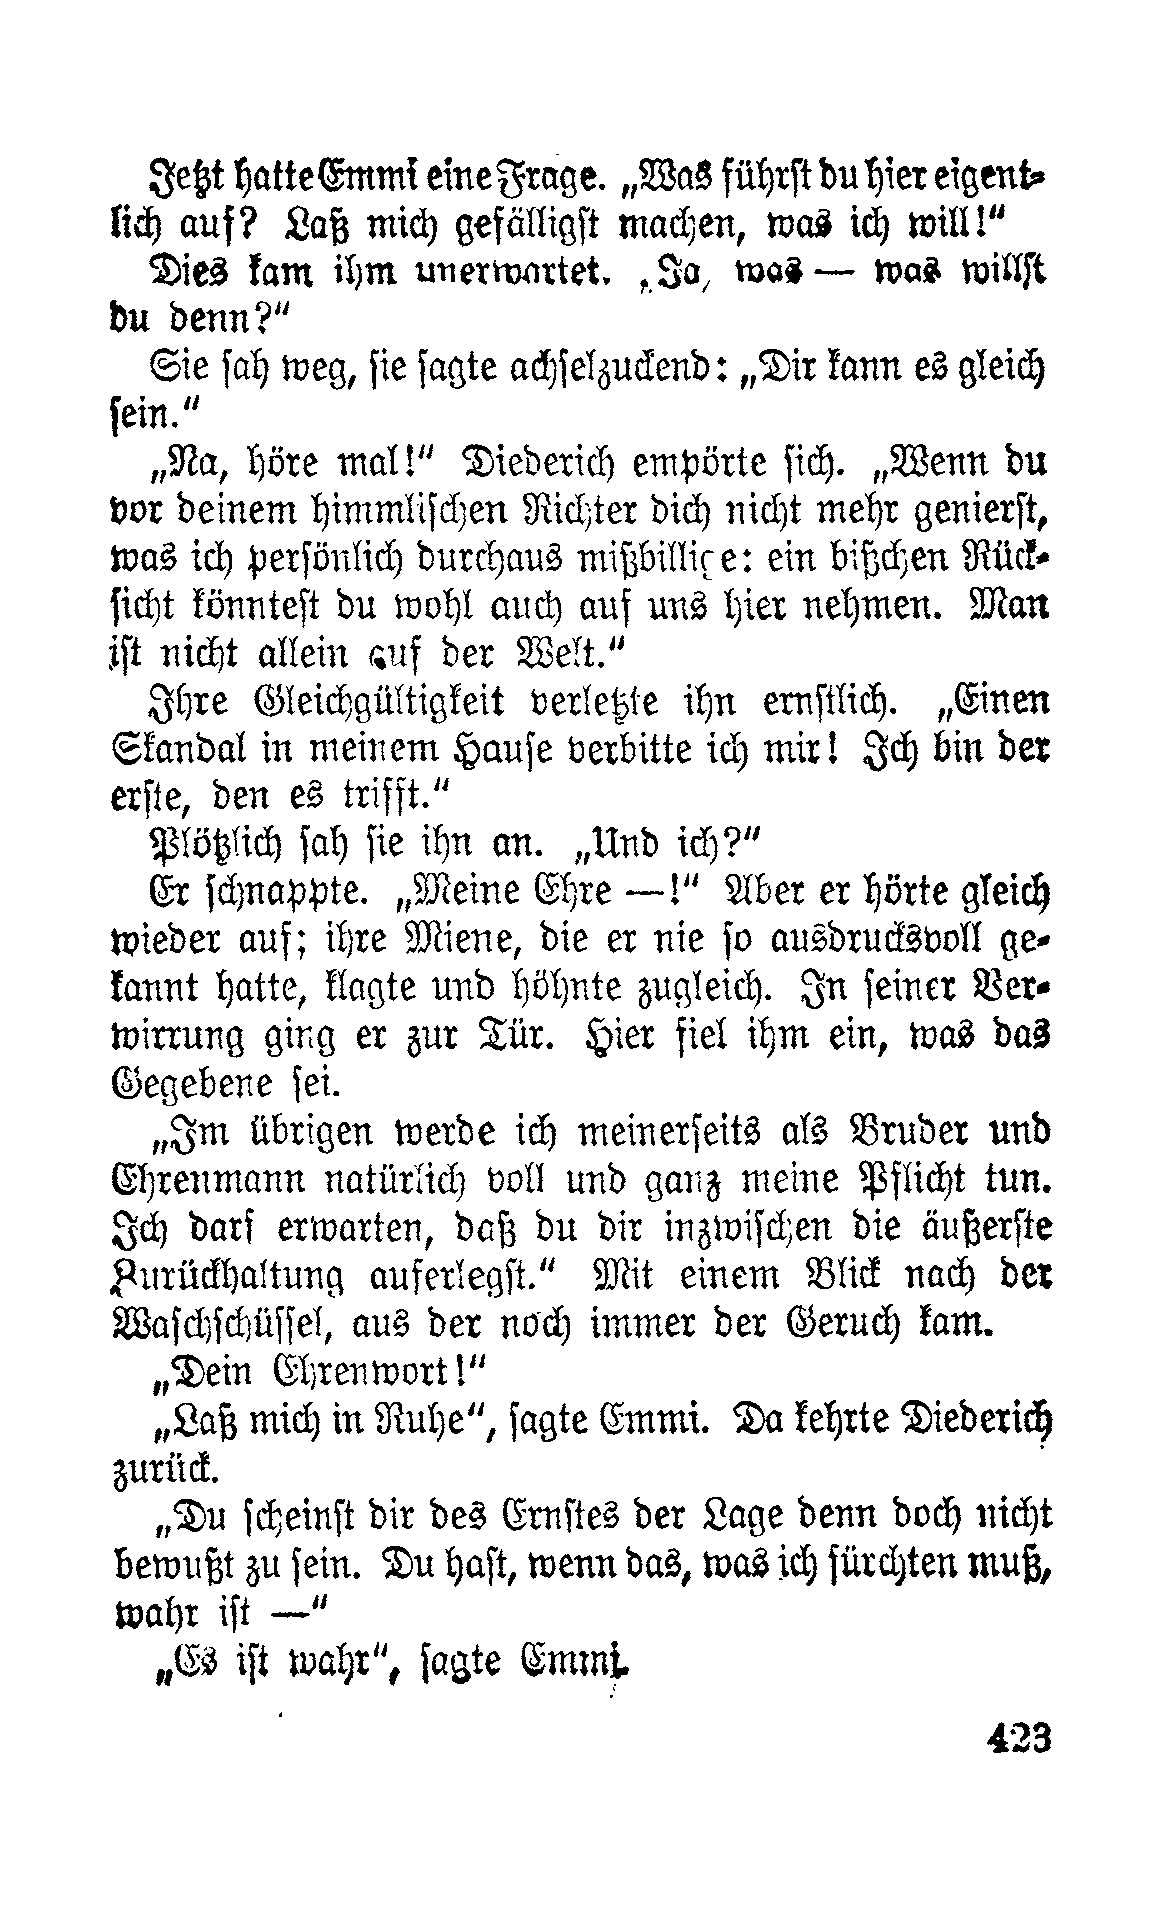 Jetzt hatte Emmi eine Frage. „Was führst du hier eigent-
lich auf? Laß mich gefälligst machen, was ich will!“
Dies kam ihm unerwartet. „Ja, was — was willst
du denn?“
Sie sah weg, sie sagte achselzuckend: „Dir kann es gleich
sein.“
„Na, höre mal!“ Diederich empörte sich. „Wenn du
vor deinem himmlischen Richter dich nicht mehr genierst,
was ich persönlich durchaus mißbillige: ein bißchen Rück-
sicht könntest du wohl auch auf uns hier nehmen. Man
ist nicht allein auf der Welt.“
Ihre Gleichgültigkeit verletzte ihn ernstlich. „Einen
Skandal in meinem Hause verbitte ich mir! Ich bin der
erste, den es trifft.“
Plötzlich sah sie ihn an. „Und ich?“
Er schnappte. „Meine Ehre —!“ Aber er hörte gleich
wieder auf; ihre Miene, die er nie so ausdrucksvoll ge-
kannt hatte, klagte und höhnte zugleich. In seiner Ver-
wirrung ging er zur Tür. Hier fiel ihm ein, was das
Gegebene sei.
„Im übrigen werde ich meinerseits als Bruder und
Ehrenmann natürlich voll und ganz meine Pflicht tun.
Ich darf erwarten, daß du dir inzwischen die äußerste
Zurückhaltung auferlegst.“ Mit einem Blick nach der
Waschschüssel, aus der noch immer der Geruch kam.
„Dein Ehrenwort!“
„Laß mich in Ruhe“, sagte Emmi. Da kehrte Diederich
zurück.
„Du scheinst dir des Ernstes der Lage denn doch nicht
bewußt zu sein. Du hast, wenn das, was ich fürchten muß,
wahr ist —“
„Es ist wahr“, sagte Emmi.
423